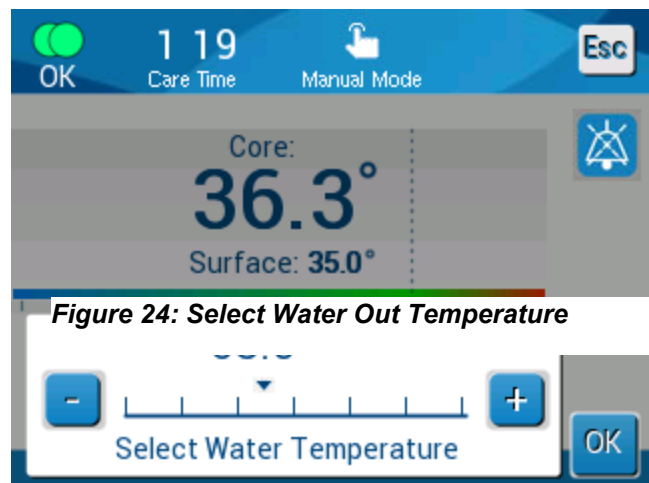 1 19
Esc
OK
Care Time
Manual Mode
Core:
36.3°
Surface: 35.0°
Figure 24: Select Water Out Temperature
-
+
Select Water Temperature
OK